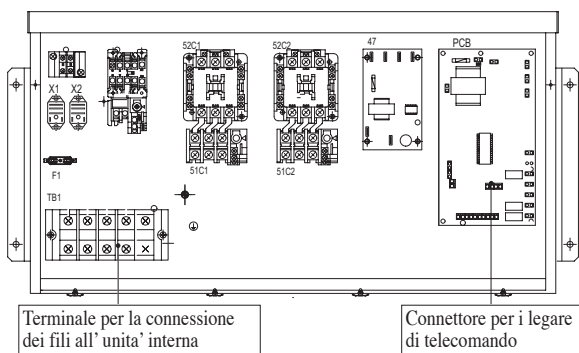 52C1
52C2
47
PCB
X1
X2
F1
51C1
51C2
TB1
Terminale per la connessione
dei fili all' unita' interna
Connettore per i legare
di telecomando